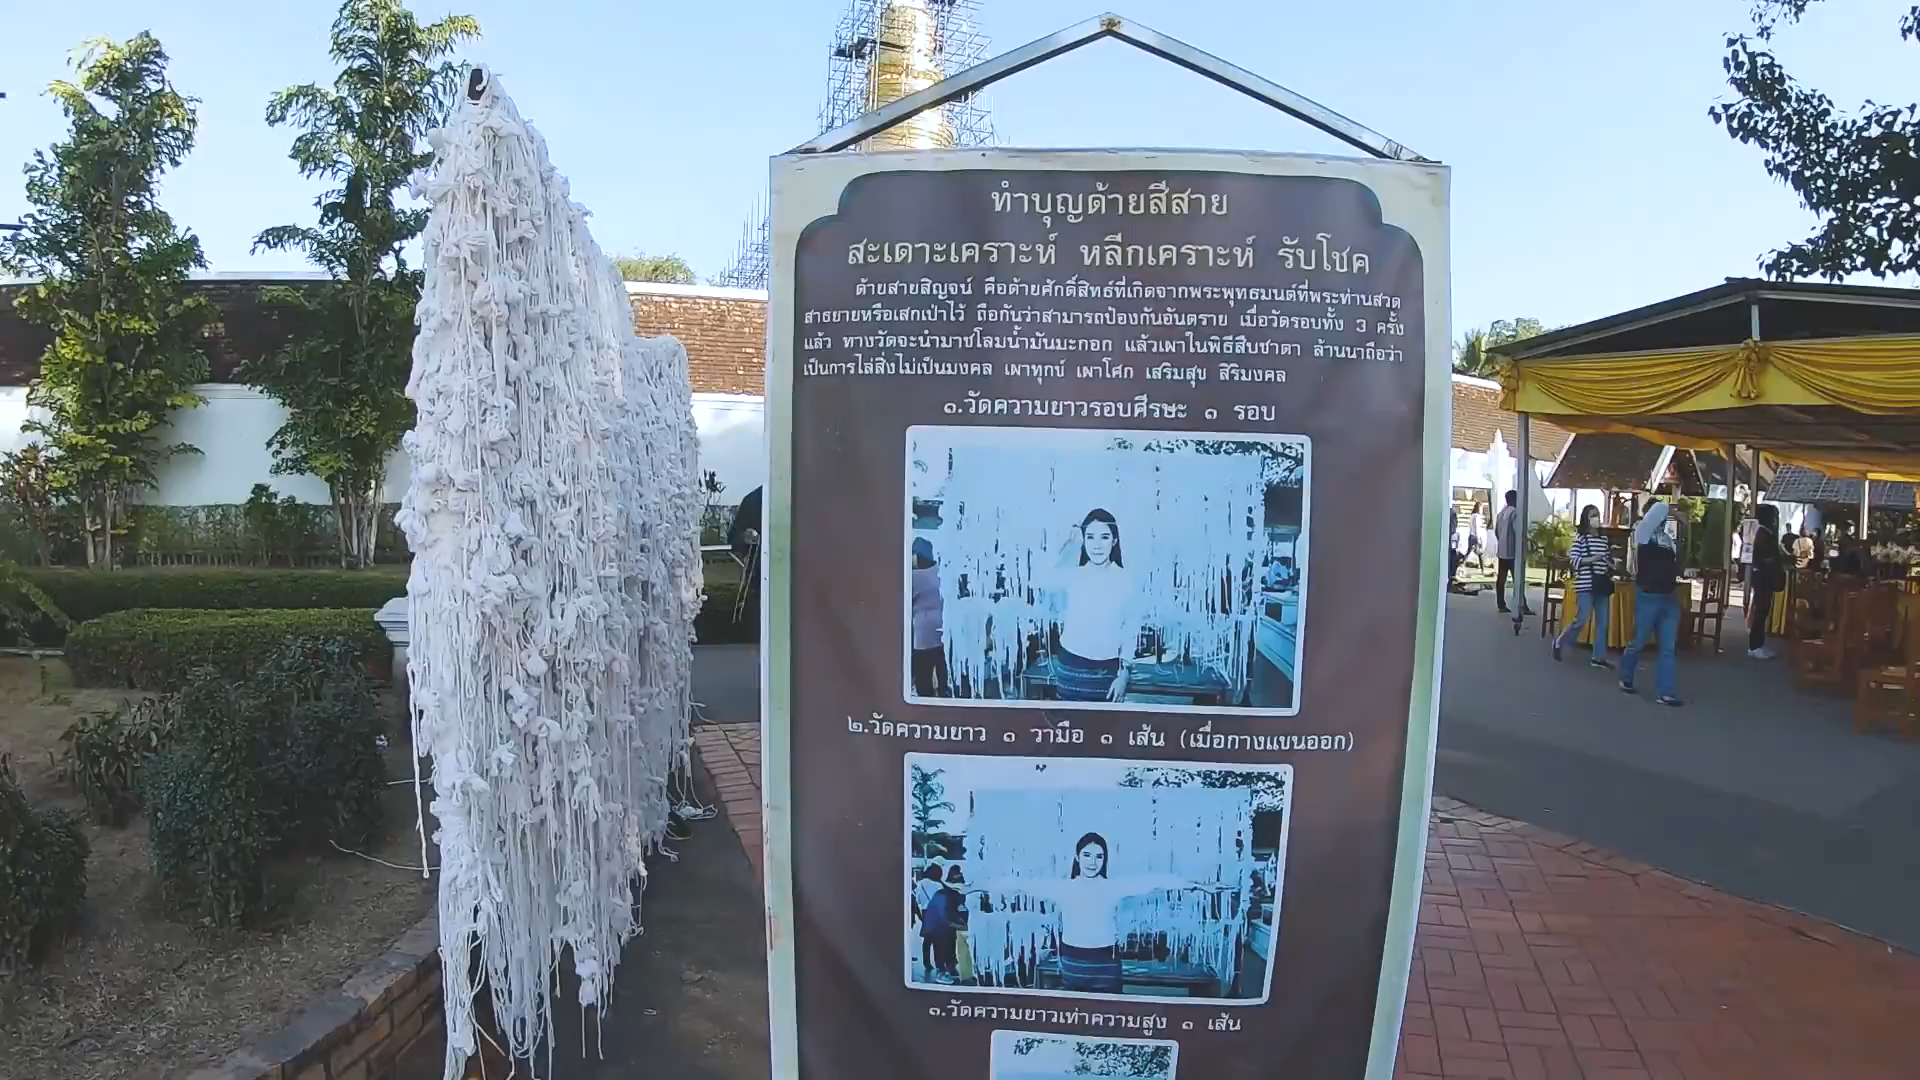 ทำบุญด้ายสีสาย
สะเดาะเคราะห์ หลีกเคราะห์ รับโชค
ด้ายสายสิญจน์ คือด้ายศักดิ์สิทธ์ที่เกิดจากพระพุทธมนต์ที่พระท่านสวด
สาธยายหรือเสกเป่าไว้ ถือกันว่าสามารถป้องกันอันตราย เมื่อวัดรอบทั้ง 3 ครั้ง
แล้ว ทางวัดจะนำมาชโลมน้ำมันมะกอก แล้วเผาในพิธีสืบชาตา ล้านนาถือว่า
เป็นการไล่สิ่งไม่เป็นมงคล เผาทุกข์ เผาโศก เสริมสุข สิริมงคล
๑.วัดความยาวรอบศีรษะ ๑ รอบ
๒.วัดความยาว ๑ วามือ ๑ เส้น (เมื่อกางแขนออก)
๓.วัดความยาวเท่าความสูง ๑ เส้น